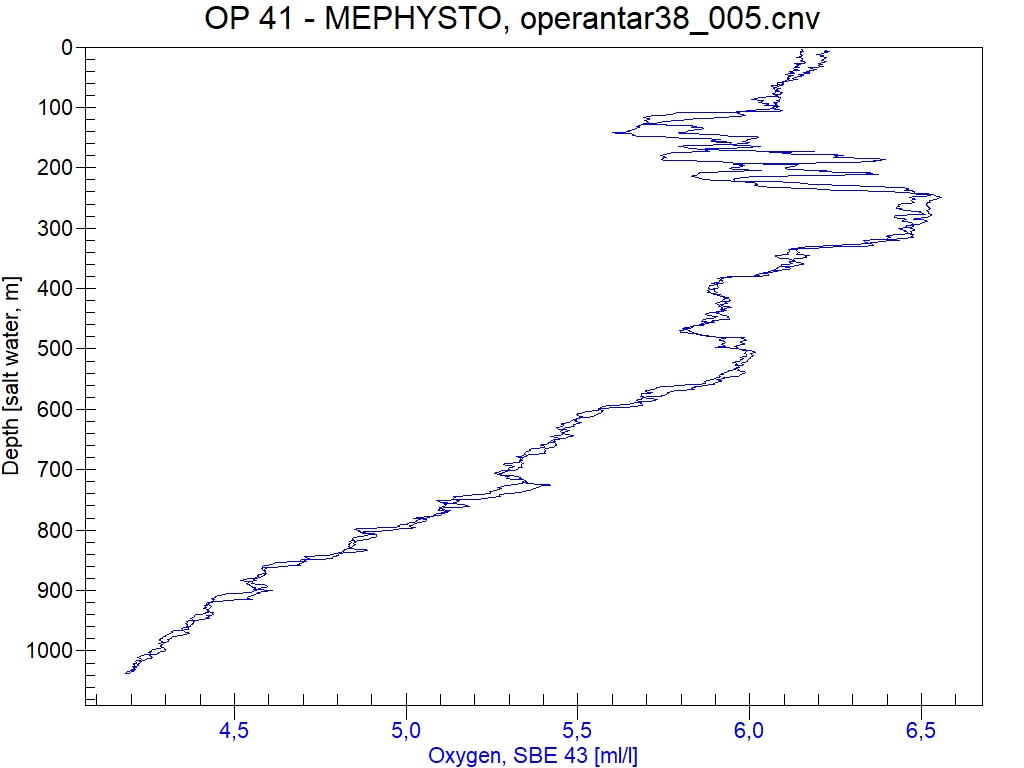 OP 41 - MEPHYSTO, operantar38_005.cnv
0
100
200
300
400
500
600
700
800
900
1000
Depth [salt water, m]
4,5 5,0 5,5 6,0 6,5
Oxygen, SBE 43 [ml/l]